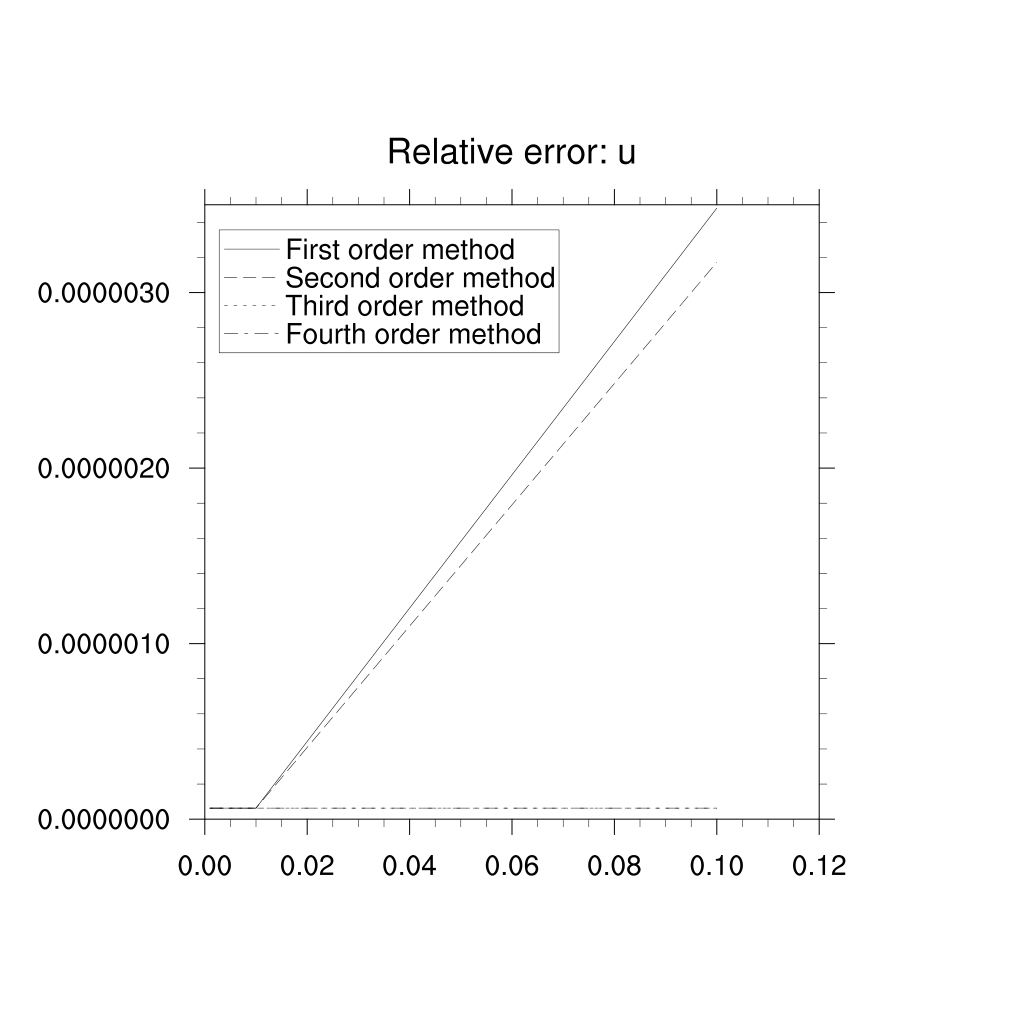 Relative error: u
First order method
Second order method
Third order method
Fourth order method
0.0000030
0.0000020
0.0000010
0.0000000
0.00 0.02 0.04 0.06 0.08 0.10 0.12